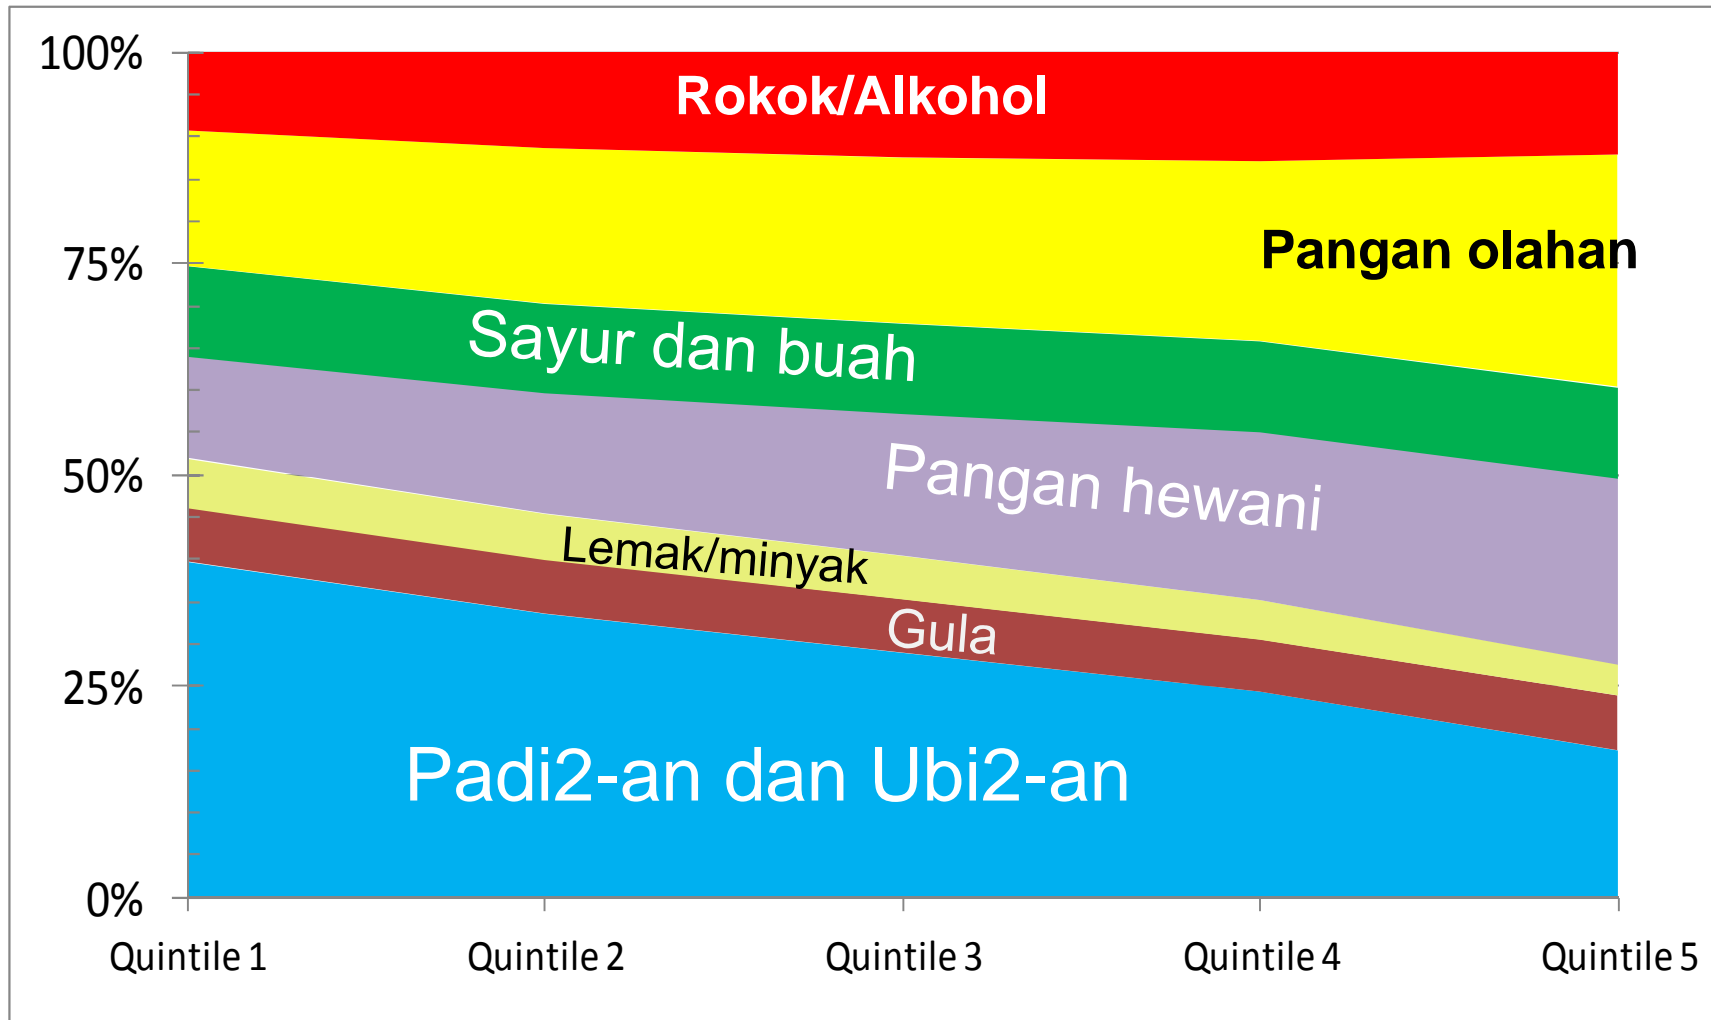 100%
Rokok/Alkohol
Pangan olahan
75%
Sayur dan buah
Pangan hewani
50%
Lemak/minyak
Gula
25%
Padi2-an dan Ubi2-an
0%
Quintile 1
Quintile 2
Quintile 3
Quintile 4
Quintile 5